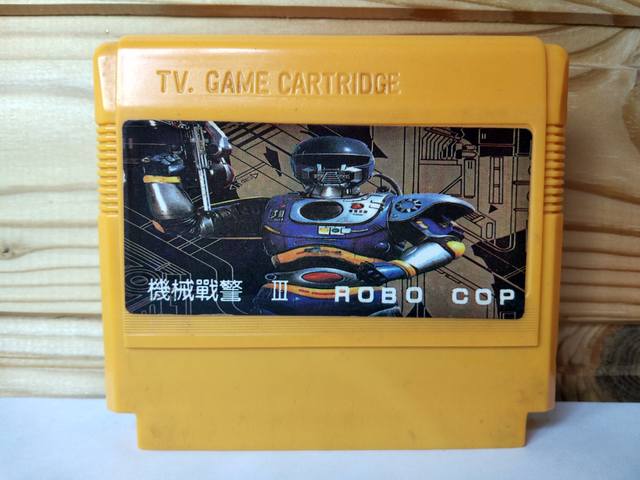 TV. GAME CARTRIDGE
機械戰警 III ROBO COP